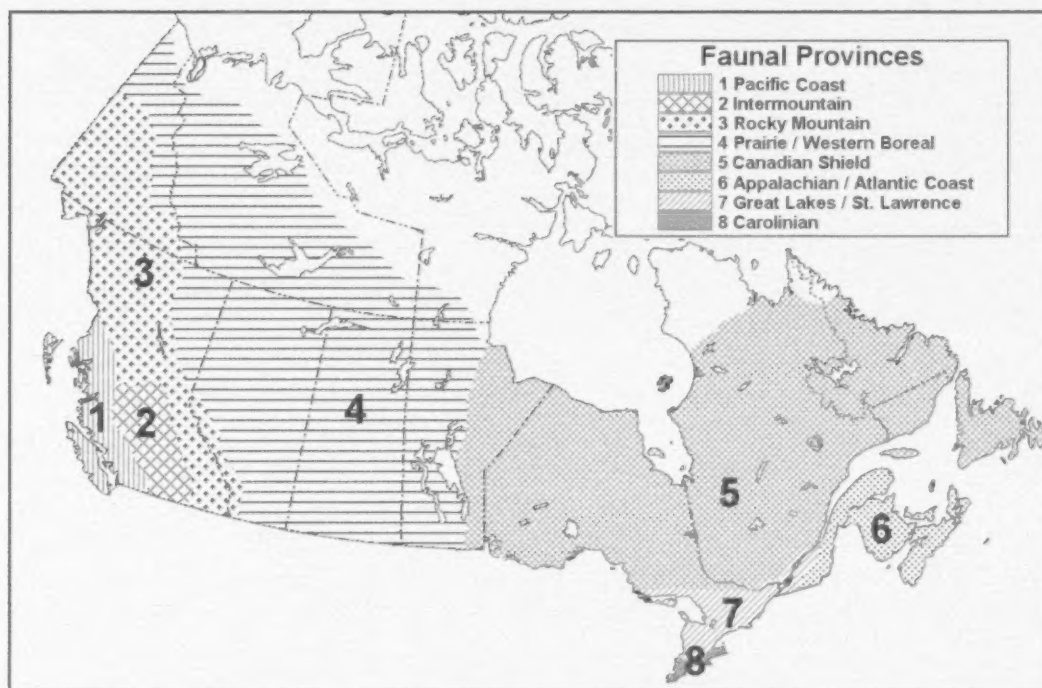 Faunal Provinces
1 Pacific Coast
2 Intermountain
3 Rocky Mountain
4 Prairie / Western Boreal
5 Canadian Shield
6 Appalachian / Atlantic Coast
7 Great Lakes / St. Lawrence
8 Carolinian
3
1
2
4
5
6
7
8